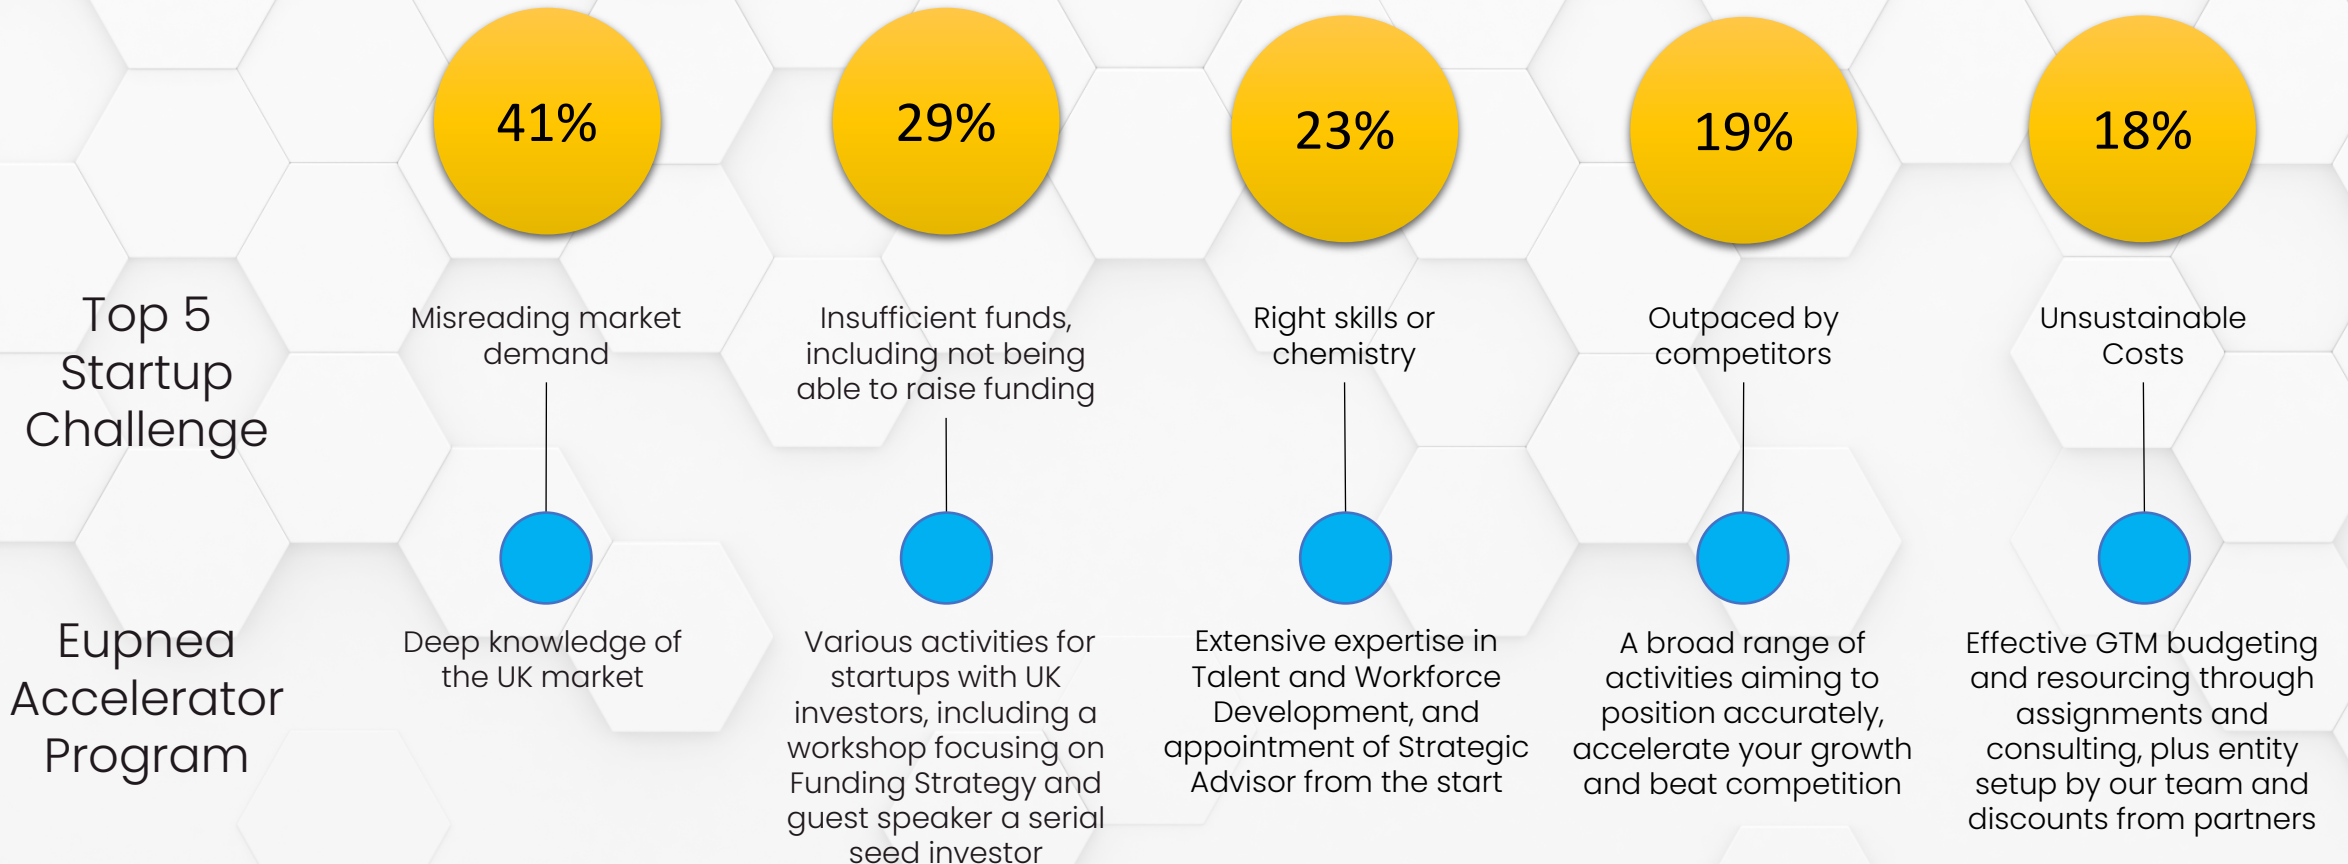 41%
29%
23%
19%
18%
Top 5
Startup
Challenge
Misreading market
demand
Insufficient funds,
including not being
able to raise funding
Right skills or
chemistry
Outpaced by
competitors
Unsustainable
Costs
Eupnea
Accelerator
Program
Deep knowledge of
the UK market
Various activities for
startups with UK
investors, including a
workshop focusing on
Funding Strategy and
guest speaker a serial
seed investor
Extensive expertise in
Talent and Workforce
Development, and
appointment of Strategic
Advisor from the start
A broad range of
activities aiming to
position accurately,
accelerate your growth
and beat competition
Effective GTM budgeting
and resourcing through
assignments and
consulting, plus entity
setup by our team and
discounts from partners